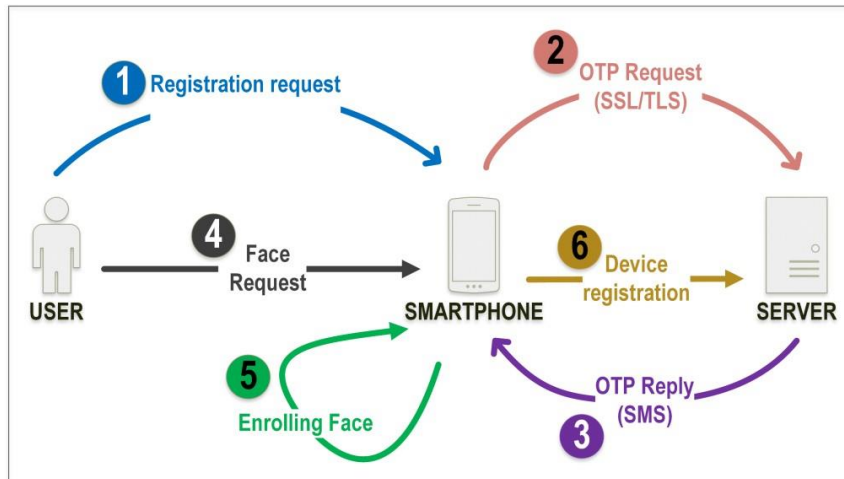 1 Registration request
2
OTP Request
(SSL/TLS)
USER
4
Face
Request
SMARTPHONE
6
Device
registration
SERVER
5
Enrolling Face
OTP Reply
(SMS)
3